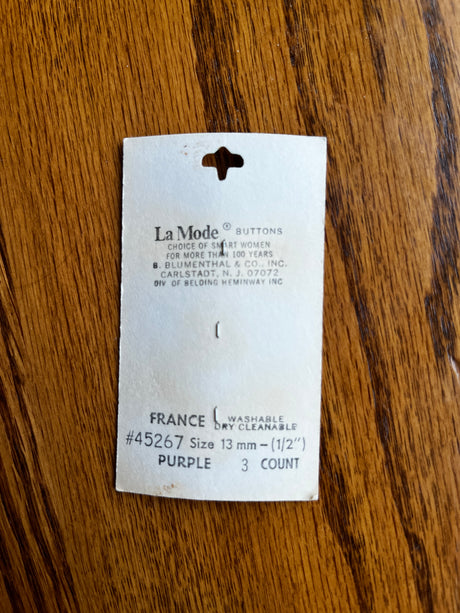 La Mode® BUTTONS
CHOICE OF SMART WOMEN
FOR MORE THAN 100 YEARS
B. BLUMENTHAL & CO., INC.
CARLSTADT, N. J. 07072
DIV OF BELDING HEMINWAY INC
FRANCE WASHABLE
DRY CLEANABLE
#45267 Size 13 mm-(1/2")
PURPLE 3 COUNT